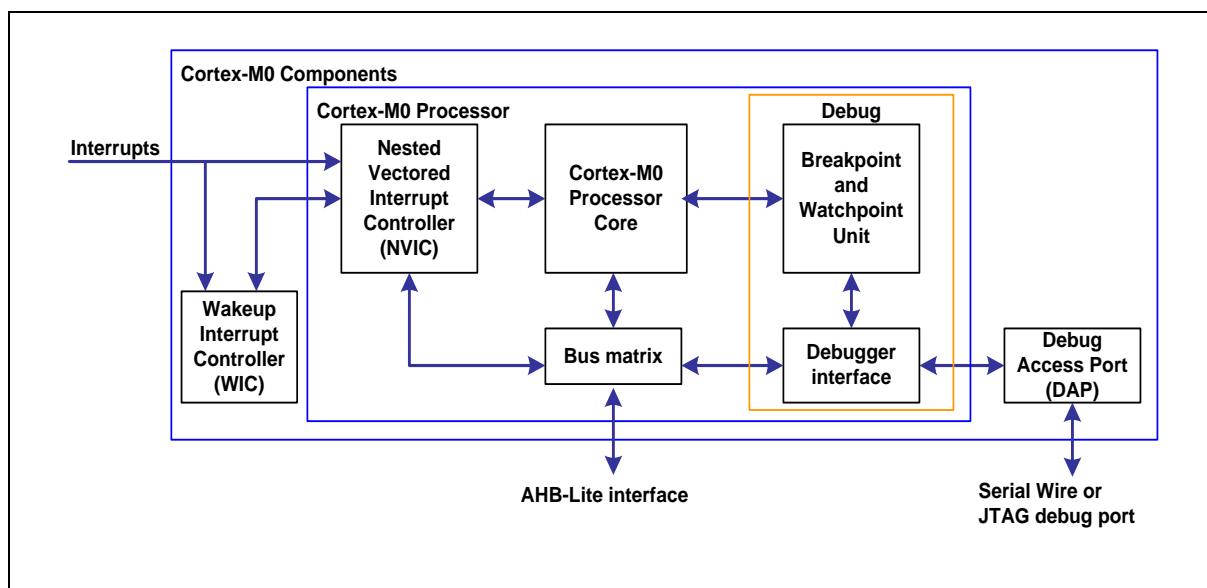 Cortex-M0 Components
Cortex-M0 Processor
Debug
Interrupts
Nested
Vectored
Interrupt
Controller
(NVIC)
Cortex-M0
Processor
Core
Breakpoint
and
Watchpoint
Unit
Wakeup
Interrupt
Controller
(WIC)
Bus matrix
Debugger
interface
Debug
Access Port
(DAP)
AHB-Lite interface
Serial Wire or
JTAG debug port